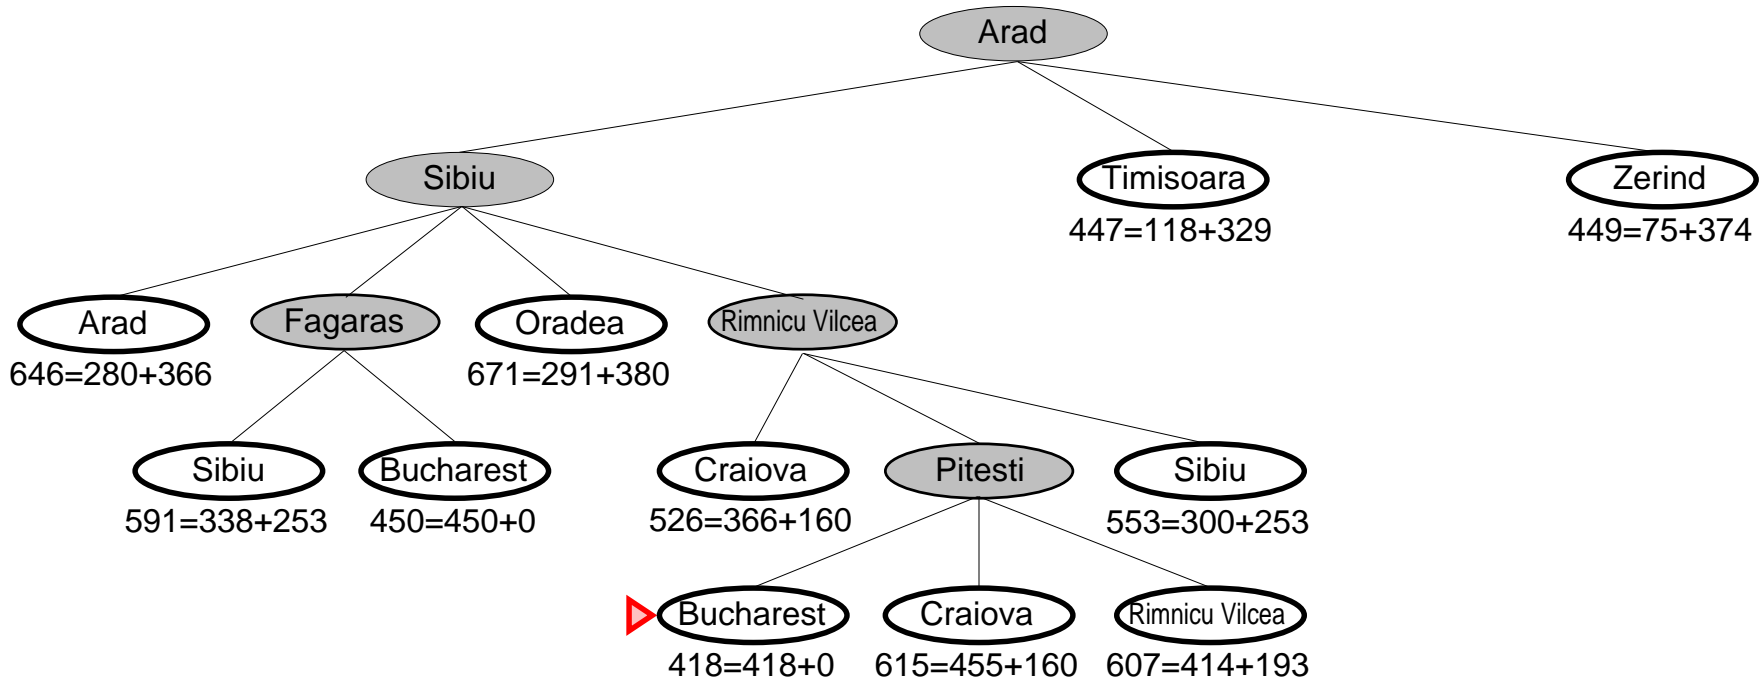 Arad
Sibiu
Timisoara
Zerind
447=118+329
449=75+374
Arad
Fagaras
Oradea
Rimnicu Vilcea
646=280+366
671=291+380
Sibiu
Bucharest
Craiova
Pitesti
Sibiu
591=338+253
450=450+0
526=366+160
553=300+253
Bucharest
Craiova
Rimnicu Vilcea
418=418+0
615=455+160
607=414+193